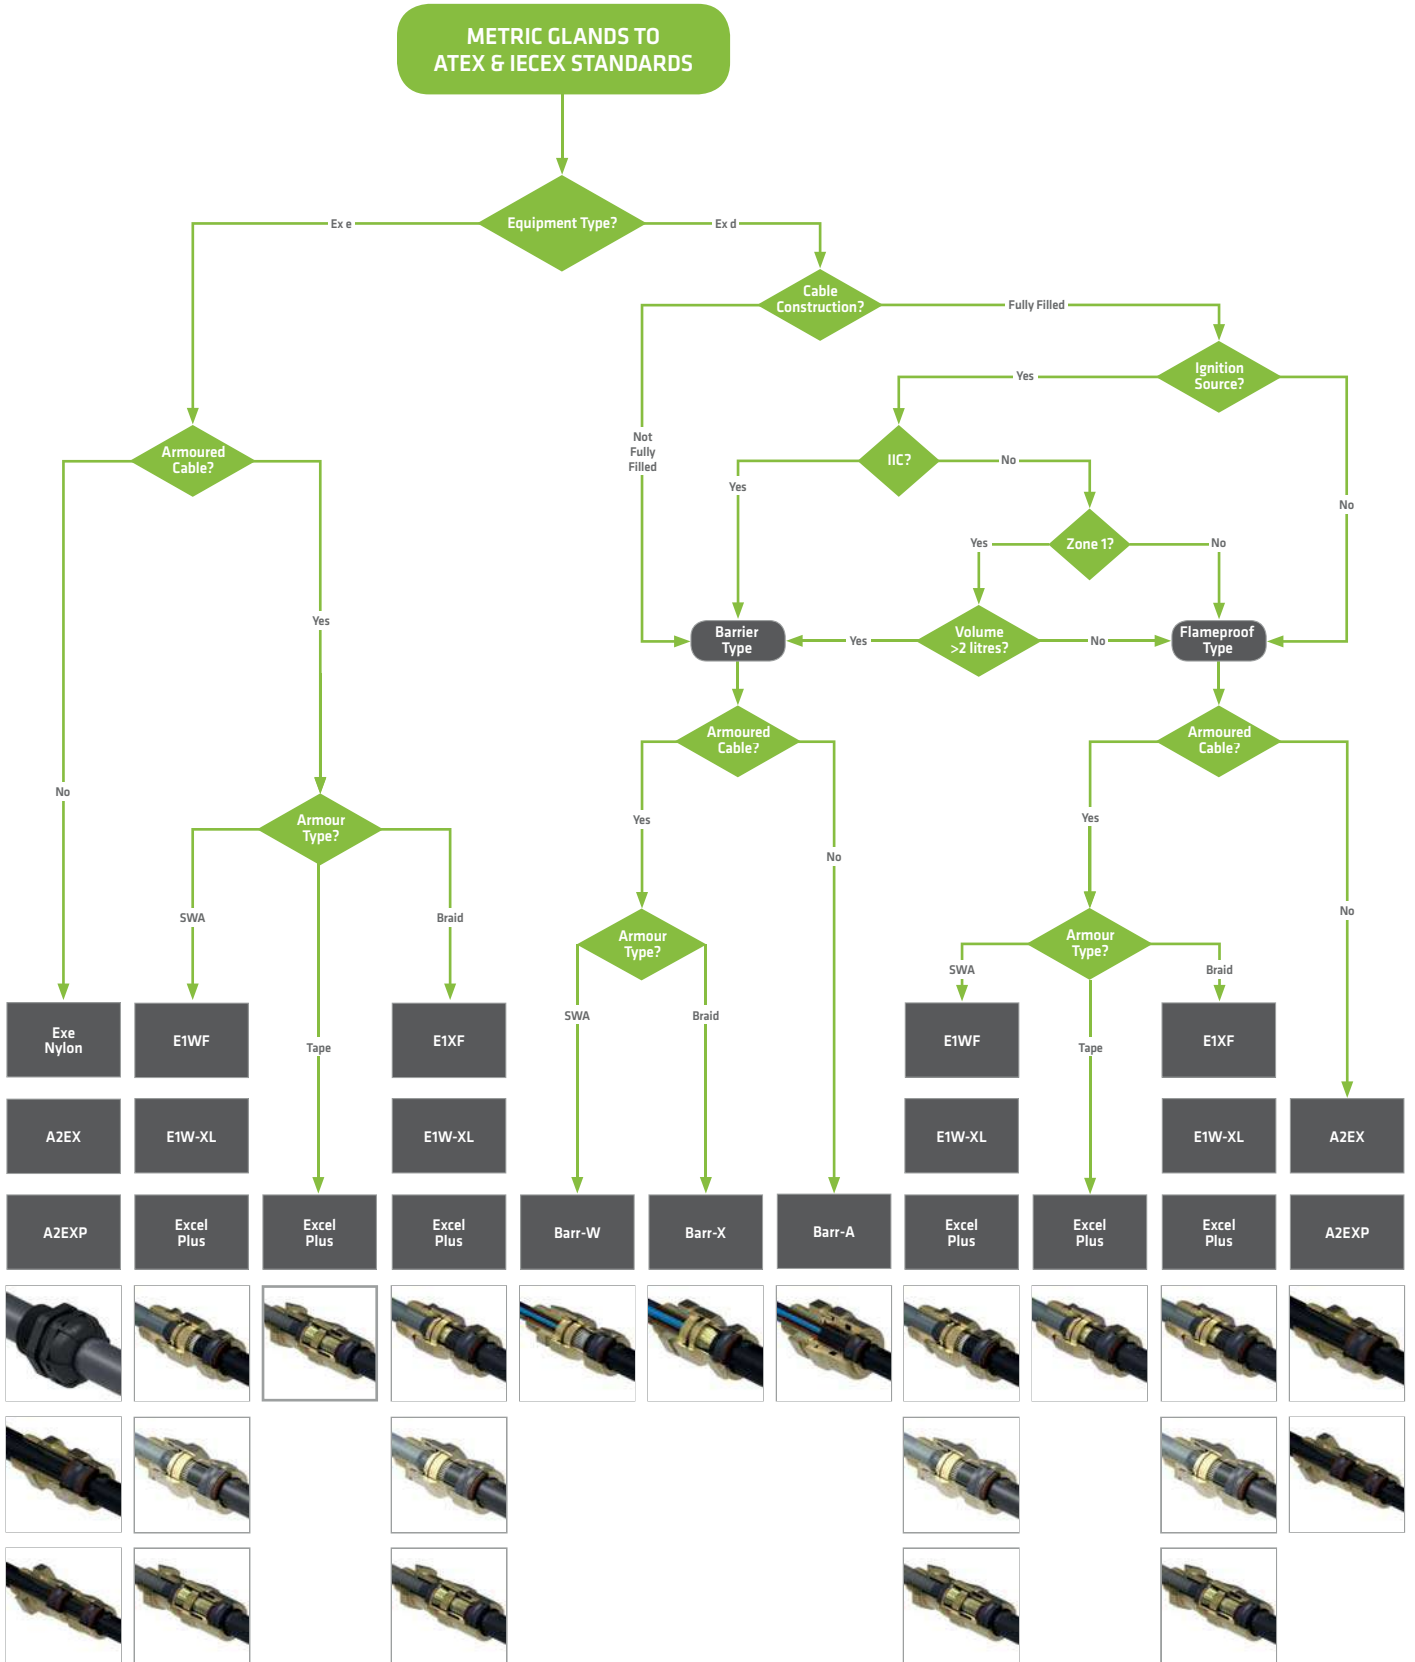 METRIC GLANDS TO
ATEX & IECEX STANDARDS
Equipment Type?
Ex e
Ex d
Cable
Construction?
Fully Filled
Not
Fully
Filled
Ignition
Source?
Yes
No
IIC?
Yes
No
Zone 1?
Yes
No
Volume
>2 litres?
Yes
No
Barrier
Type
Flameproof
Type
Armoured
Cable?
No
Yes
Armour
Type?
SWA
Tape
Braid
Armoured
Cable?
Yes
No
Armour
Type?
SWA
Braid
Armoured
Cable?
Yes
No
Armour
Type?
SWA
Tape
Braid
Exe
Nylon
E1WF
E1XF
E1WF
E1XF
A2EX
E1W-XL
E1W-XL
E1W-XL
E1W-XL
A2EX
A2EXP
Excel
Plus
Excel
Plus
Excel
Plus
Barr-W
Barr-X
Barr-A
Excel
Plus
Excel
Plus
Excel
Plus
A2EXP